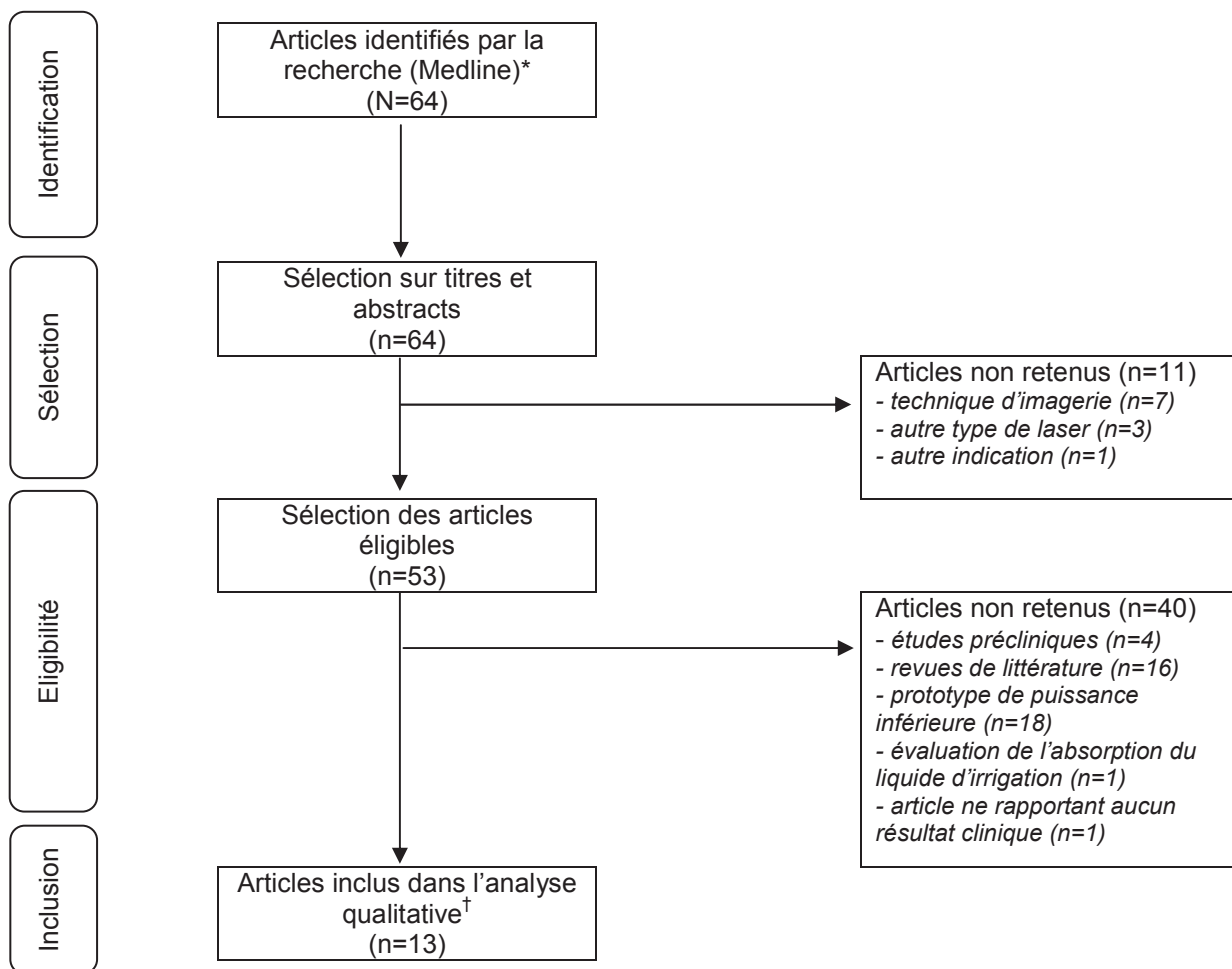 Identification
Articles identifiés par la
recherche (Medline)*
(N=64)
Sélection
Sélection sur titres et
abstracts
(n=64)
Articles non retenus (n=11)
- technique d’imagerie (n=7)
- autre type de laser (n=3)
- autre indication (n=1)
Eligibilité
Sélection des articles
éligibles
(n=53)
Articles non retenus (n=40)
- études précliniques (n=4)
- revues de littérature (n=16)
- prototype de puissance
inférieure (n=18)
- évaluation de l’absorption du
liquide d’irrigation (n=1)
- article ne rapportant aucun
résultat clinique (n=1)
Inclusion
Articles inclus dans l’analyse
qualitative†
(n=13)